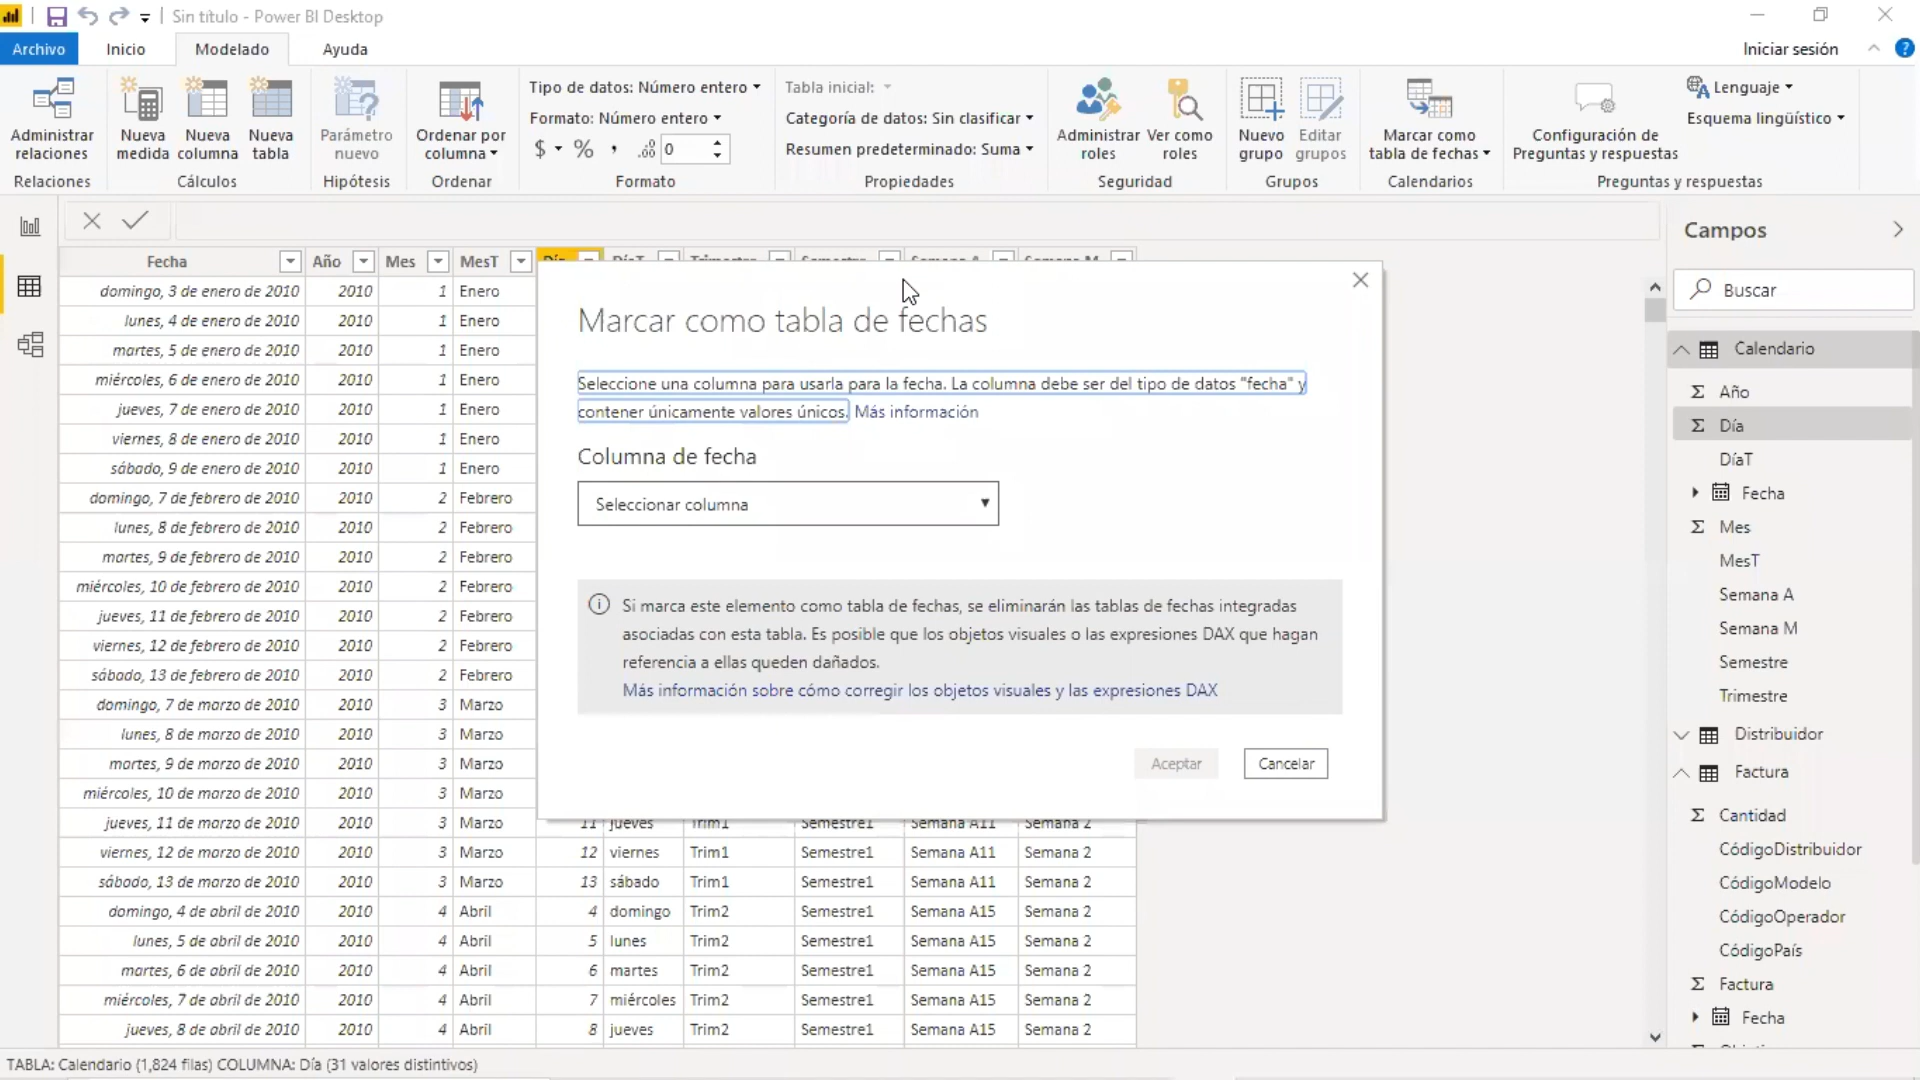 Sin título - Power BI Desktop
Archivo
Inicio
Modelado
Ayuda
Iniciar sesión
?
Administrar relaciones
Nueva medida
Nueva columna
Nueva tabla
Parámetro nuevo
Ordenar por columna
Tipo de datos: Número entero
Formato: Número entero
$ % , .00 0
Tabla inicial:
Categoría de datos: Sin clasificar
Resumen predeterminado: Suma
Administrar roles
Ver como roles
Nuevo grupo
Editar grupos
Marcar como tabla de fechas
Configuración de Preguntas y respuestas
Lenguaje
Esquema lingüístico
Relaciones
Cálculos
Hipótesis
Ordenar
Formato
Propiedades
Seguridad
Grupos
Calendarios
Preguntas y respuestas
Fecha Año Mes MesT
domingo, 3 de enero de 2010 2010 1 Enero
lunes, 4 de enero de 2010 2010 1 Enero
martes, 5 de enero de 2010 2010 1 Enero
miércoles, 6 de enero de 2010 2010 1 Enero
jueves, 7 de enero de 2010 2010 1 Enero
viernes, 8 de enero de 2010 2010 1 Enero
sábado, 9 de enero de 2010 2010 1 Enero
domingo, 7 de febrero de 2010 2010 2 Febrero
lunes, 8 de febrero de 2010 2010 2 Febrero
martes, 9 de febrero de 2010 2010 2 Febrero
miércoles, 10 de febrero de 2010 2010 2 Febrero
jueves, 11 de febrero de 2010 2010 2 Febrero
viernes, 12 de febrero de 2010 2010 2 Febrero
sábado, 13 de febrero de 2010 2010 2 Febrero
domingo, 7 de marzo de 2010 2010 3 Marzo
lunes, 8 de marzo de 2010 2010 3 Marzo
martes, 9 de marzo de 2010 2010 3 Marzo
miércoles, 10 de marzo de 2010 2010 3 Marzo
jueves, 11 de marzo de 2010 2010 3 Marzo 11 jueves Trim1 Semestre1 Semana A11 Semana 2
viernes, 12 de marzo de 2010 2010 3 Marzo 12 viernes Trim1 Semestre1 Semana A11 Semana 2
sábado, 13 de marzo de 2010 2010 3 Marzo 13 sábado Trim1 Semestre1 Semana A11 Semana 2
domingo, 4 de abril de 2010 2010 4 Abril 4 domingo Trim2 Semestre1 Semana A15 Semana 2
lunes, 5 de abril de 2010 2010 4 Abril 5 lunes Trim2 Semestre1 Semana A15 Semana 2
martes, 6 de abril de 2010 2010 4 Abril 6 martes Trim2 Semestre1 Semana A15 Semana 2
miércoles, 7 de abril de 2010 2010 4 Abril 7 miércoles Trim2 Semestre1 Semana A15 Semana 2
jueves, 8 de abril de 2010 2010 4 Abril 8 jueves Trim2 Semestre1 Semana A15 Semana 2
Marcar como tabla de fechas
Seleccione una columna para usarla para la fecha. La columna debe ser del tipo de datos "fecha" y
contener únicamente valores únicos. Más información
Columna de fecha
Seleccionar columna
Si marca este elemento como tabla de fechas, se eliminarán las tablas de fechas integradas
asociadas con esta tabla. Es posible que los objetos visuales o las expresiones DAX que hagan
referencia a ellas queden dañados.
Más información sobre cómo corregir los objetos visuales y las expresiones DAX
Aceptar
Cancelar
Campos
Buscar
Calendario
Σ Año
Σ Día
DíaT
Fecha
Σ Mes
MesT
Semana A
Semana M
Semestre
Trimestre
Distribuidor
Factura
Σ Cantidad
CódigoDistribuidor
CódigoModelo
CódigoOperador
CódigoPaís
Σ Factura
Fecha
TABLA: Calendario (1,824 filas) COLUMNA: Día (31 valores distintivos)